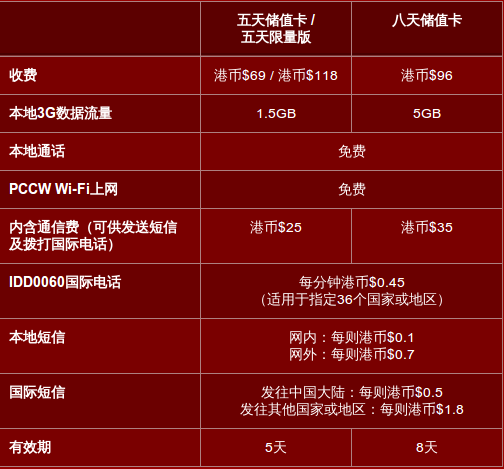 五天储值卡 /
五天限量版
八天储值卡
收费
港币$69 / 港币$118
港币$96
本地3G数据流量
1.5GB
5GB
本地通话
免费
PCCW Wi-Fi上网
免费
内含通信费（可供发送短信
及拨打国际电话）
港币$25
港币$35
IDD0060国际电话
每分钟港币$0.45
（适用于指定36个国家或地区）
本地短信
网内：每则港币$0.1
网外：每则港币$0.7
国际短信
发往中国大陆：每则港币$0.5
发往其他国家或地区：每则港币$1.8
有效期
5天
8天